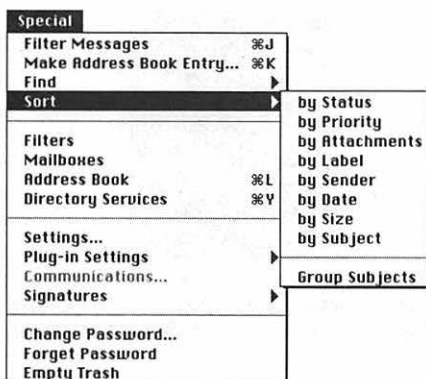 Special
Filter Messages ⌘J
Make Address Book Entry... ⌘K
Find
Sort
by Status
by Priority
by Attachments
by Label
by Sender
by Date
by Size
by Subject
Group Subjects
Filters
Mailboxes
Address Book ⌘L
Directory Services ⌘Y
Settings...
Plug-in Settings
Communications...
Signatures
Change Password...
Forget Password
Empty Trash